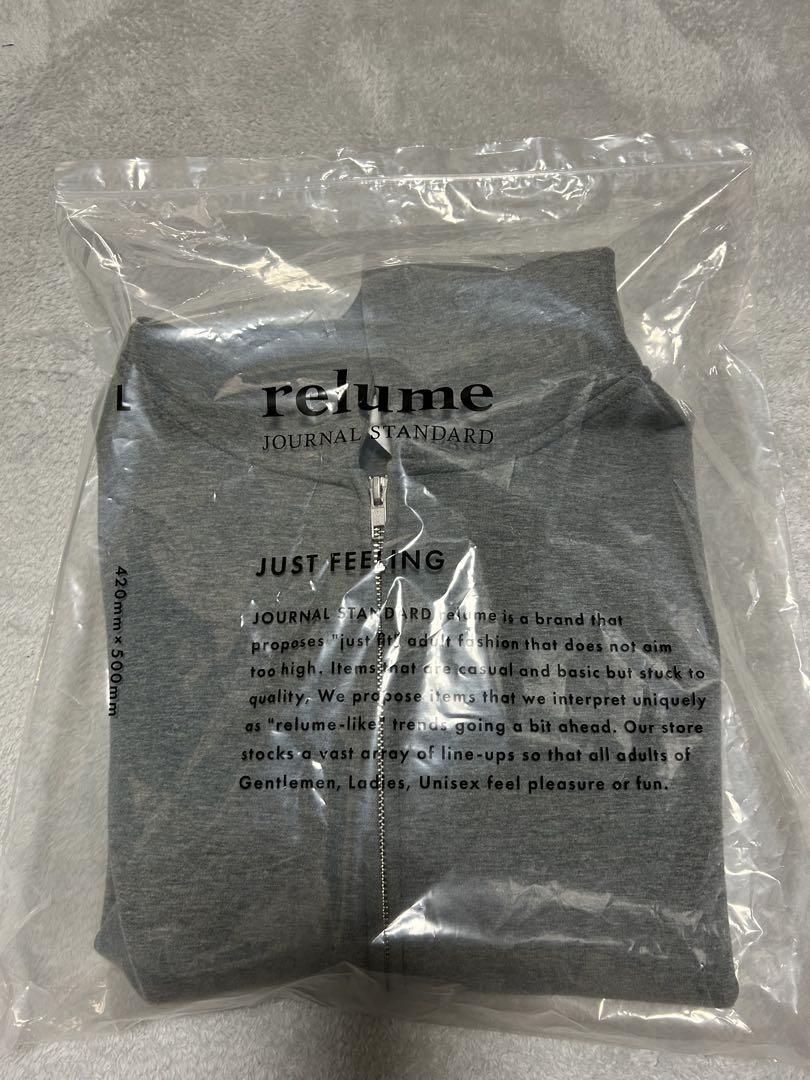 relume
JOURNAL STANDARD
L
420mm×500mm
JUST FEELING
JOURNAL STANDARD relume is a brand that
proposes "just fit" adult fashion that does not aim
too high. Items that are casual and basic but stuck to
quality, We propose items that we interpret uniquely
as "relume-like" trends going a bit ahead. Our store
stocks a vast array of line-ups so that all adults of
Gentlemen, Ladies, Unisex feel pleasure or fun.